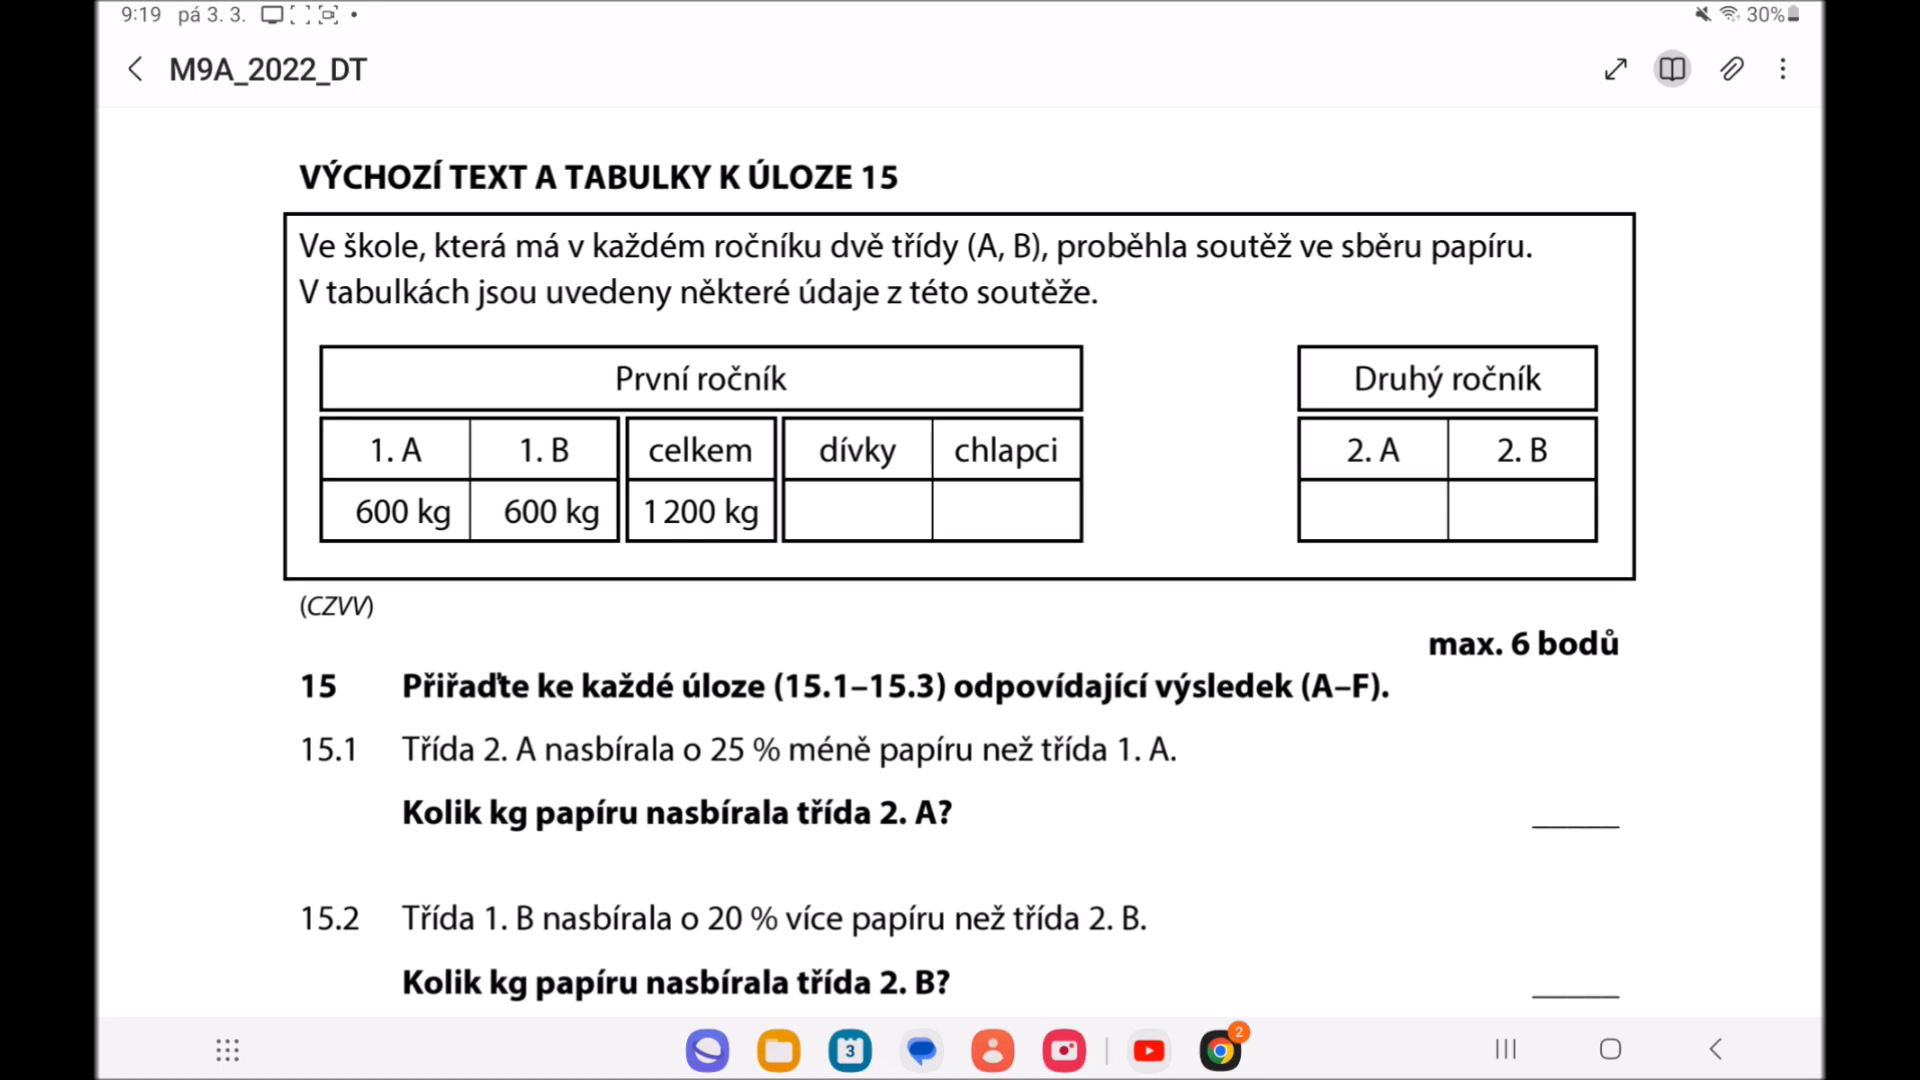 9:19 pá 3. 3.
30%
M9A_2022_DT
VÝCHOZÍ TEXT A TABULKY K ÚLOZE 15
Ve škole, která má v každém ročníku dvě třídy (A, B), proběhla soutěž ve sběru papíru.
V tabulkách jsou uvedeny některé údaje z této soutěže.
První ročník
Druhý ročník
1. A 1. B celkem dívky chlapci
2. A 2. B
600 kg 600 kg 1 200 kg
(CZVV)
max. 6 bodů
15 Přiřaďte ke každé úloze (15.1–15.3) odpovídající výsledek (A–F).
15.1 Třída 2. A nasbírala o 25 % méně papíru než třída 1. A.
Kolik kg papíru nasbírala třída 2. A? _____
15.2 Třída 1. B nasbírala o 20 % více papíru než třída 2. B.
Kolik kg papíru nasbírala třída 2. B? _____
3
2